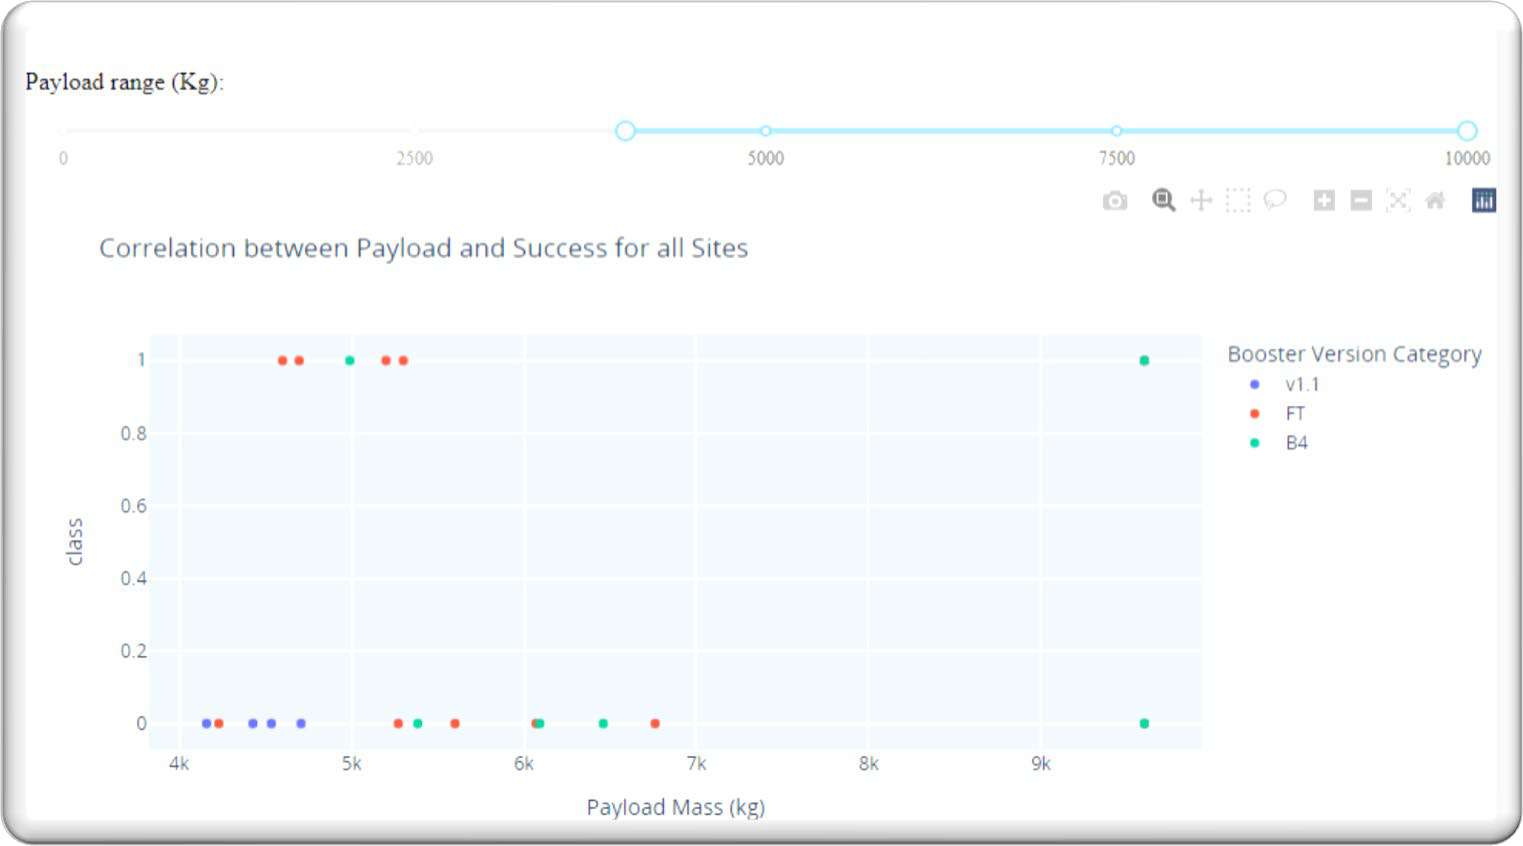 Payload range (Kg):
0 2500 5000 7500 10000
Correlation between Payload and Success for all Sites
Booster Version Category
v1.1
FT
B4
1
0.8
0.6
0.4
0.2
0
class
4k 5k 6k 7k 8k 9k
Payload Mass (kg)